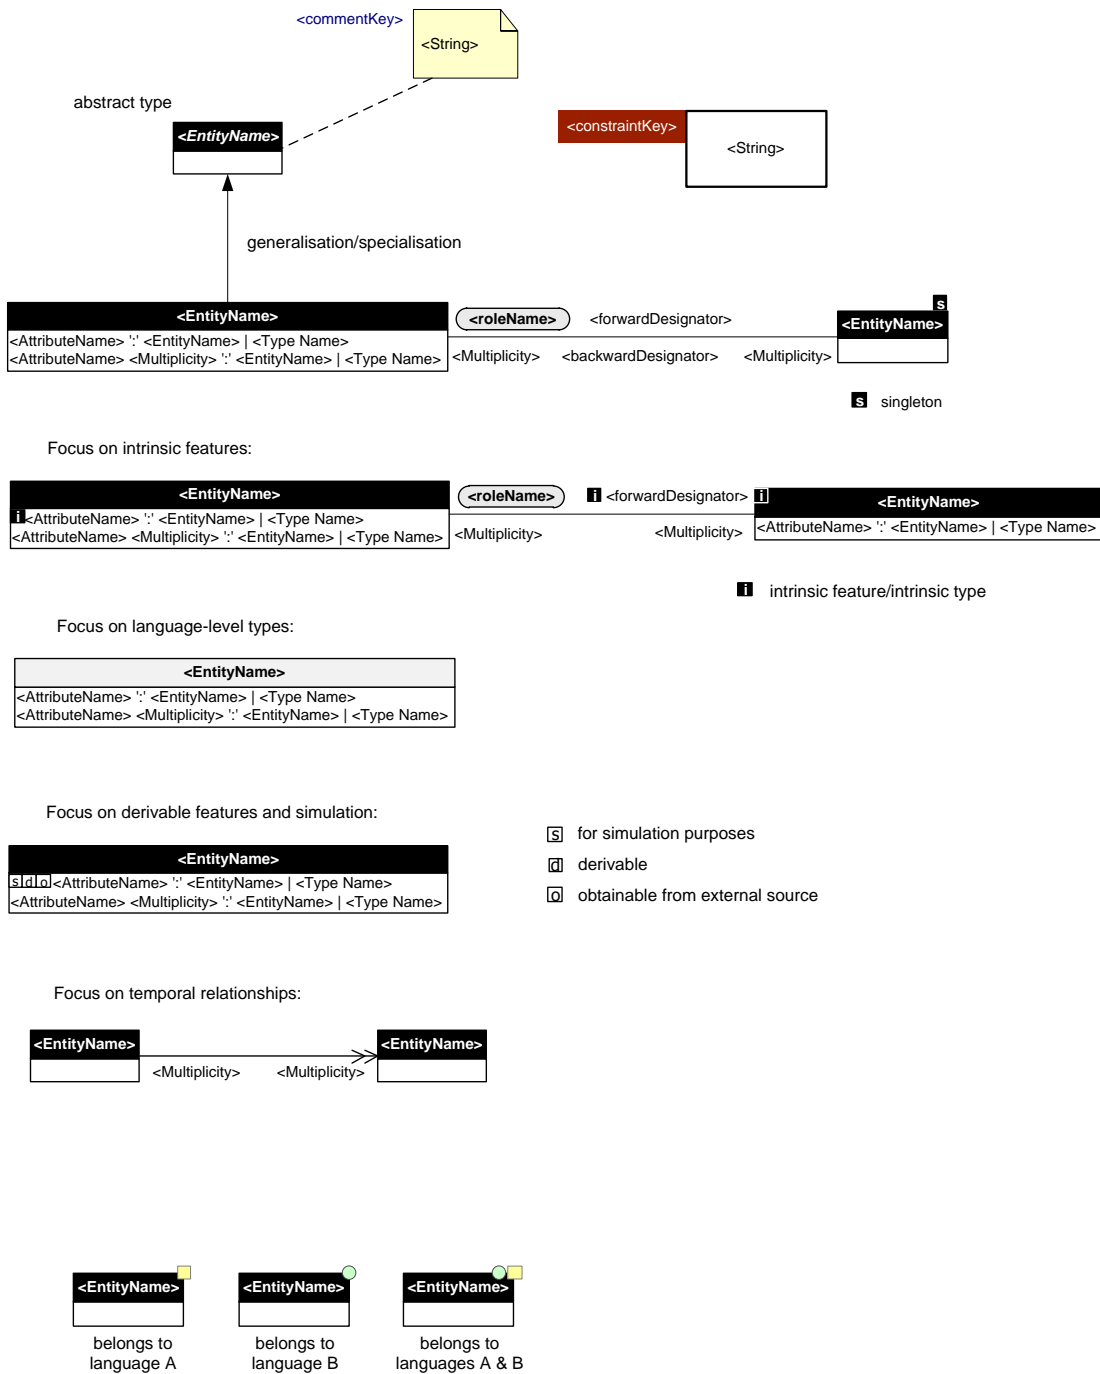 <commentKey>
<String>
abstract type
<EntityName>
<constraintKey>
<String>
generalisation/specialisation
<EntityName>
<AttributeName> ':' <EntityName> | <Type Name>
<AttributeName> <Multiplicity> ':' <EntityName> | <Type Name>
<roleName>
<forwardDesignator>
<Multiplicity>
<backwardDesignator>
<Multiplicity>
s
<EntityName>
s singleton
Focus on intrinsic features:
<EntityName>
i <AttributeName> ':' <EntityName> | <Type Name>
<AttributeName> <Multiplicity> ':' <EntityName> | <Type Name>
<roleName>
i <forwardDesignator>
<Multiplicity>
<Multiplicity>
i
<EntityName>
<AttributeName> ':' <EntityName> | <Type Name>
i intrinsic feature/intrinsic type
Focus on language-level types:
<EntityName>
<AttributeName> ':' <EntityName> | <Type Name>
<AttributeName> <Multiplicity> ':' <EntityName> | <Type Name>
Focus on derivable features and simulation:
<EntityName>
s d o <AttributeName> ':' <EntityName> | <Type Name>
<AttributeName> <Multiplicity> ':' <EntityName> | <Type Name>
s for simulation purposes
d derivable
o obtainable from external source
Focus on temporal relationships:
<EntityName>
<Multiplicity>
<Multiplicity>
<EntityName>
<EntityName>
belongs to
language A
<EntityName>
belongs to
language B
<EntityName>
belongs to
languages A & B